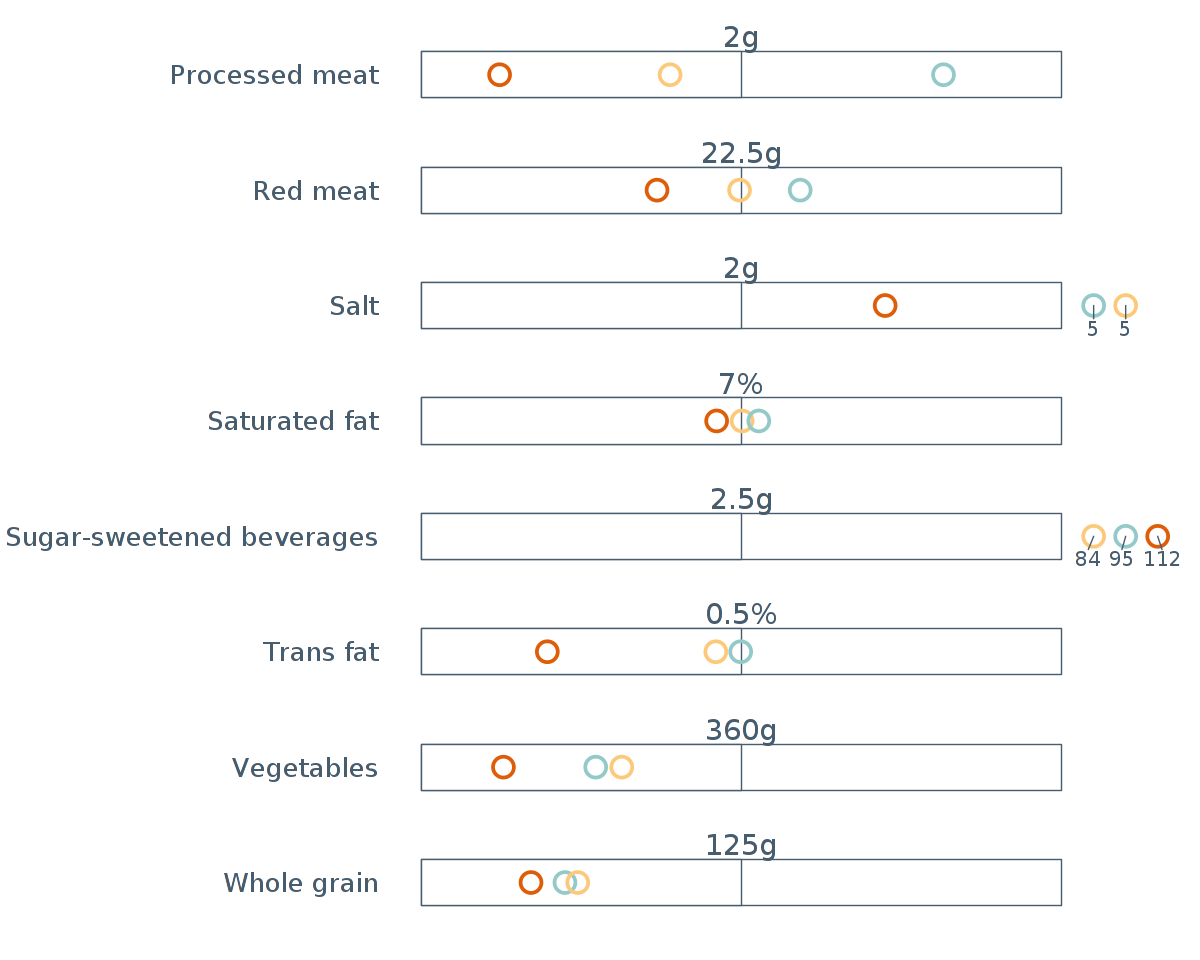 2g
Processed meat
22.5g
Red meat
2g
Salt
5 5
7%
Saturated fat
2.5g
Sugar-sweetened beverages
84 95 112
0.5%
Trans fat
360g
Vegetables
125g
Whole grain